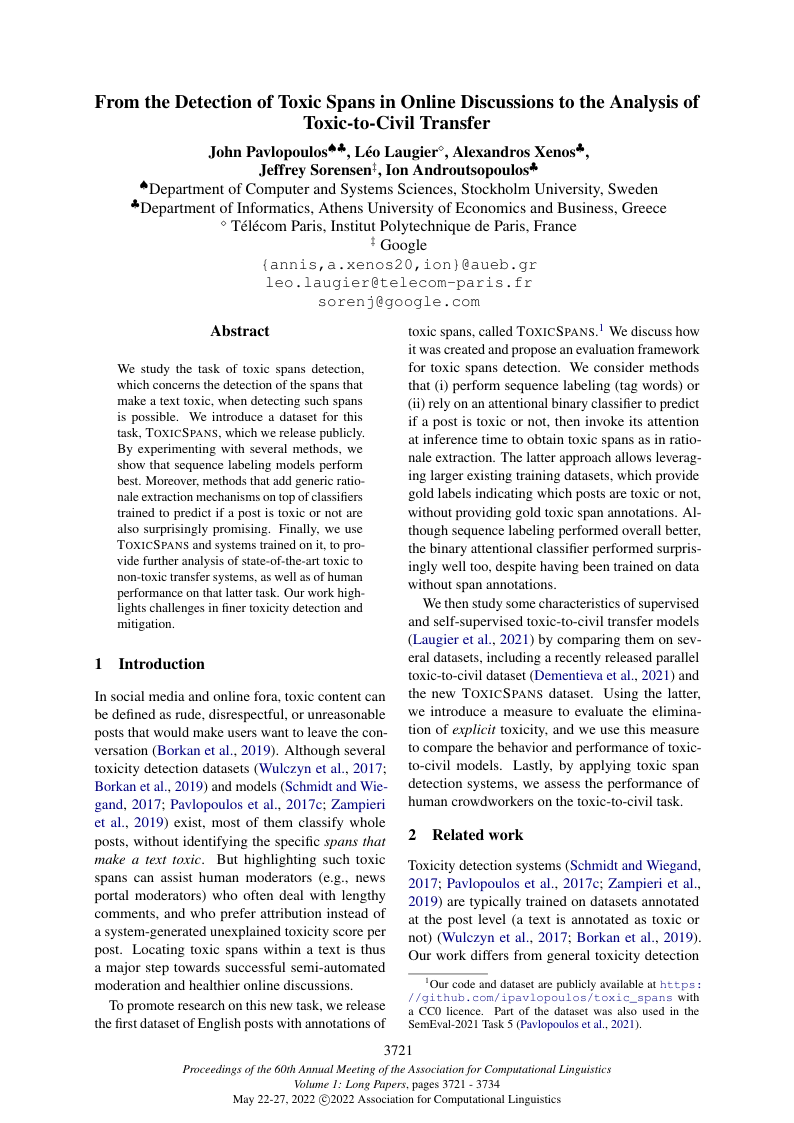 From the Detection of Toxic Spans in Online Discussions to the Analysis of
Toxic-to-Civil Transfer
John Pavlopoulos♠♣, Léo Laugier⋄, Alexandros Xenos♣,
Jeffrey Sorensen‡, Ion Androutsopoulos♣
♠Department of Computer and Systems Sciences, Stockholm University, Sweden
♣Department of Informatics, Athens University of Economics and Business, Greece
⋄ Télécom Paris, Institut Polytechnique de Paris, France
‡ Google
{annis,a.xenos20,ion}@aueb.gr
leo.laugier@telecom-paris.fr
sorenj@google.com
Abstract
We study the task of toxic spans detection,
which concerns the detection of the spans that
make a text toxic, when detecting such spans
is possible. We introduce a dataset for this
task, TOXICSPANS, which we release publicly.
By experimenting with several methods, we
show that sequence labeling models perform
best. Moreover, methods that add generic ratio-
nale extraction mechanisms on top of classifiers
trained to predict if a post is toxic or not are
also surprisingly promising. Finally, we use
TOXICSPANS and systems trained on it, to pro-
vide further analysis of state-of-the-art toxic to
non-toxic transfer systems, as well as of human
performance on that latter task. Our work high-
lights challenges in finer toxicity detection and
mitigation.
1 Introduction
In social media and online fora, toxic content can
be defined as rude, disrespectful, or unreasonable
posts that would make users want to leave the con-
versation (Borkan et al., 2019). Although several
toxicity detection datasets (Wulczyn et al., 2017;
Borkan et al., 2019) and models (Schmidt and Wie-
gand, 2017; Pavlopoulos et al., 2017c; Zampieri
et al., 2019) exist, most of them classify whole
posts, without identifying the specific spans that
make a text toxic. But highlighting such toxic
spans can assist human moderators (e.g., news
portal moderators) who often deal with lengthy
comments, and who prefer attribution instead of
a system-generated unexplained toxicity score per
post. Locating toxic spans within a text is thus
a major step towards successful semi-automated
moderation and healthier online discussions.
To promote research on this new task, we release
the first dataset of English posts with annotations of
toxic spans, called TOXICSPANS.1 We discuss how
it was created and propose an evaluation framework
for toxic spans detection. We consider methods
that (i) perform sequence labeling (tag words) or
(ii) rely on an attentional binary classifier to predict
if a post is toxic or not, then invoke its attention
at inference time to obtain toxic spans as in ratio-
nale extraction. The latter approach allows leverag-
ing larger existing training datasets, which provide
gold labels indicating which posts are toxic or not,
without providing gold toxic span annotations. Al-
though sequence labeling performed overall better,
the binary attentional classifier performed surpris-
ingly well too, despite having been trained on data
without span annotations.
We then study some characteristics of supervised
and self-supervised toxic-to-civil transfer models
(Laugier et al., 2021) by comparing them on sev-
eral datasets, including a recently released parallel
toxic-to-civil dataset (Dementieva et al., 2021) and
the new TOXICSPANS dataset. Using the latter,
we introduce a measure to evaluate the elimina-
tion of explicit toxicity, and we use this measure
to compare the behavior and performance of toxic-
to-civil models. Lastly, by applying toxic span
detection systems, we assess the performance of
human crowdworkers on the toxic-to-civil task.
2 Related work
Toxicity detection systems (Schmidt and Wiegand,
2017; Pavlopoulos et al., 2017c; Zampieri et al.,
2019) are typically trained on datasets annotated
at the post level (a text is annotated as toxic or
not) (Wulczyn et al., 2017; Borkan et al., 2019).
Our work differs from general toxicity detection
1Our code and dataset are publicly available at https:
//github.com/ipavlopoulos/toxic_spans with
a CC0 licence. Part of the dataset was also used in the
SemEval-2021 Task 5 (Pavlopoulos et al., 2021).
3721
Proceedings of the 60th Annual Meeting of the Association for Computational Linguistics
Volume 1: Long Papers, pages 3721 - 3734
May 22-27, 2022 ©2022 Association for Computational Linguistics